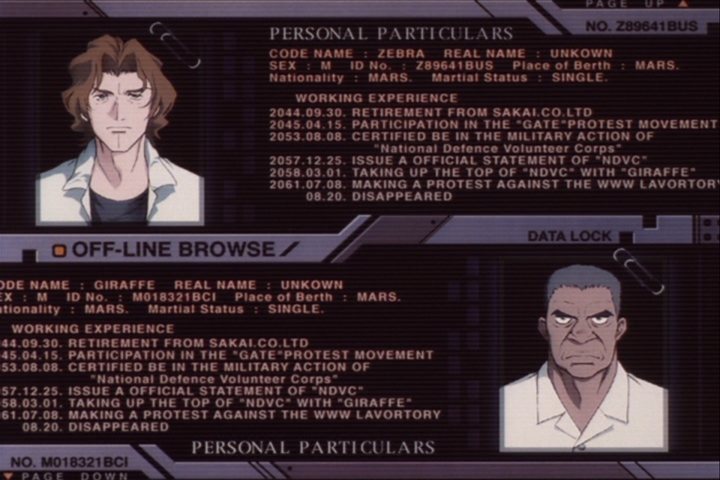 PAGE UP
NO. Z89641BUS
PERSONAL PARTICULARS
CODE NAME : ZEBRA REAL NAME : UNKOWN
SEX : M ID No. : Z89641BUS Place of Berth : MARS.
Nationality : MARS. Martial Status : SINGLE.
WORKING EXPERIENCE
2044.09.30. RETIREMENT FROM SAKAI.CO.LTD
2045.04.15. PARTICIPATION IN THE "GATE"PROTEST MOVEMENT
2053.08.08. CERTIFIED BE IN THE MILITARY ACTION OF
"National Defence Volunteer Corps"
2057.12.25. ISSUE A OFFICIAL STATEMENT OF "NDVC"
2058.03.01. TAKING UP THE TOP OF "NDVC" WITH "GIRAFFE"
2061.07.08. MAKING A PROTEST AGAINST THE WWW LAVORTORY
08.20. DISAPPEARED
OFF-LINE BROWSE
DATA LOCK
ODE NAME : GIRAFFE REAL NAME : UNKOWN
EX : M ID No. : M018321BCI Place of Berth : MARS.
ationality : MARS. Martial Status : SINGLE.
WORKING EXPERIENCE
44.09.30. RETIREMENT FROM SAKAI.CO.LTD
045.04.15. PARTICIPATION IN THE "GATE"PROTEST MOVEMENT
053.08.08. CERTIFIED BE IN THE MILITARY ACTION OF
"National Defence Volunteer Corps"
057.12.25. ISSUE A OFFICIAL STATEMENT OF "NDVC"
058.03.01. TAKING UP THE TOP OF "NDVC" WITH "GIRAFFE"
061.07.08. MAKING A PROTEST AGAINST THE WWW LAVORTORY
08.20. DISAPPEARED
PERSONAL PARTICULARS
NO. M018321BCI
PAGE DOWN